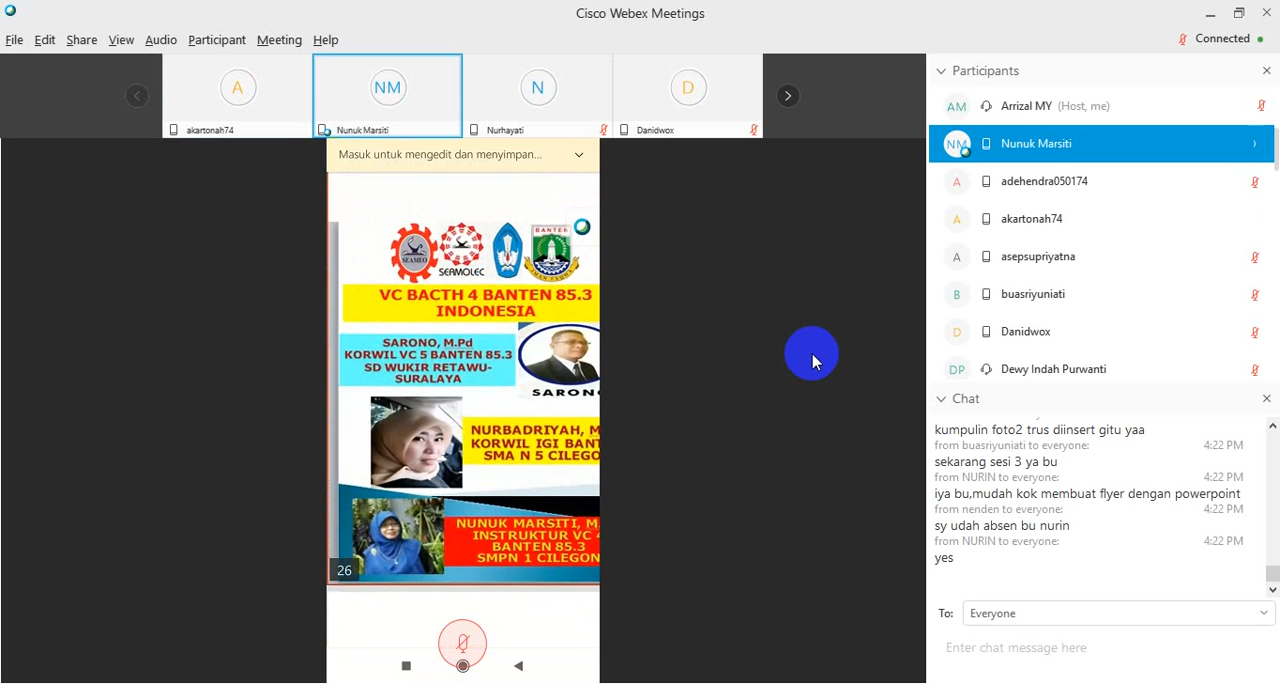 Cisco Webex Meetings
File Edit Share View Audio Participant Meeting Help
Connected
A
akartonah74
NM
Nunuk Marsiti
N
Nurhayati
D
Danidwox
Masuk untuk mengedit dan menyimpan...
SEAMEO
SEAMOLEC
BANTEN
VC BACTH 4 BANTEN 85.3
INDONESIA
SARONO, M.Pd
KORWIL VC 5 BANTEN 85.3
SD WUKIR RETAWU-
SURALAYA
SARONO
NURBADRIYAH, M
KORWIL IGI BANT
SMA N 5 CILEGO
NUNUK MARSITI, M.
INSTRUKTUR VC 4
BANTEN 85.3
SMPN 1 CILEGON
26
Participants
AM Arrizal MY (Host, me)
NM Nunuk Marsiti
A adehendra050174
A akartonah74
A asepsupriyatna
B buasriyuniati
D Danidwox
DP Dewy Indah Purwanti
Chat
kumpulin foto2 trus diinsert gitu yaa
from buasriyuniati to everyone: 4:22 PM
sekarang sesi 3 ya bu
from NURIN to everyone: 4:22 PM
iya bu,mudah kok membuat flyer dengan powerpoint
from nenden to everyone: 4:22 PM
sy udah absen bu nurin
from NURIN to everyone: 4:22 PM
yes
To: Everyone
Enter chat message here